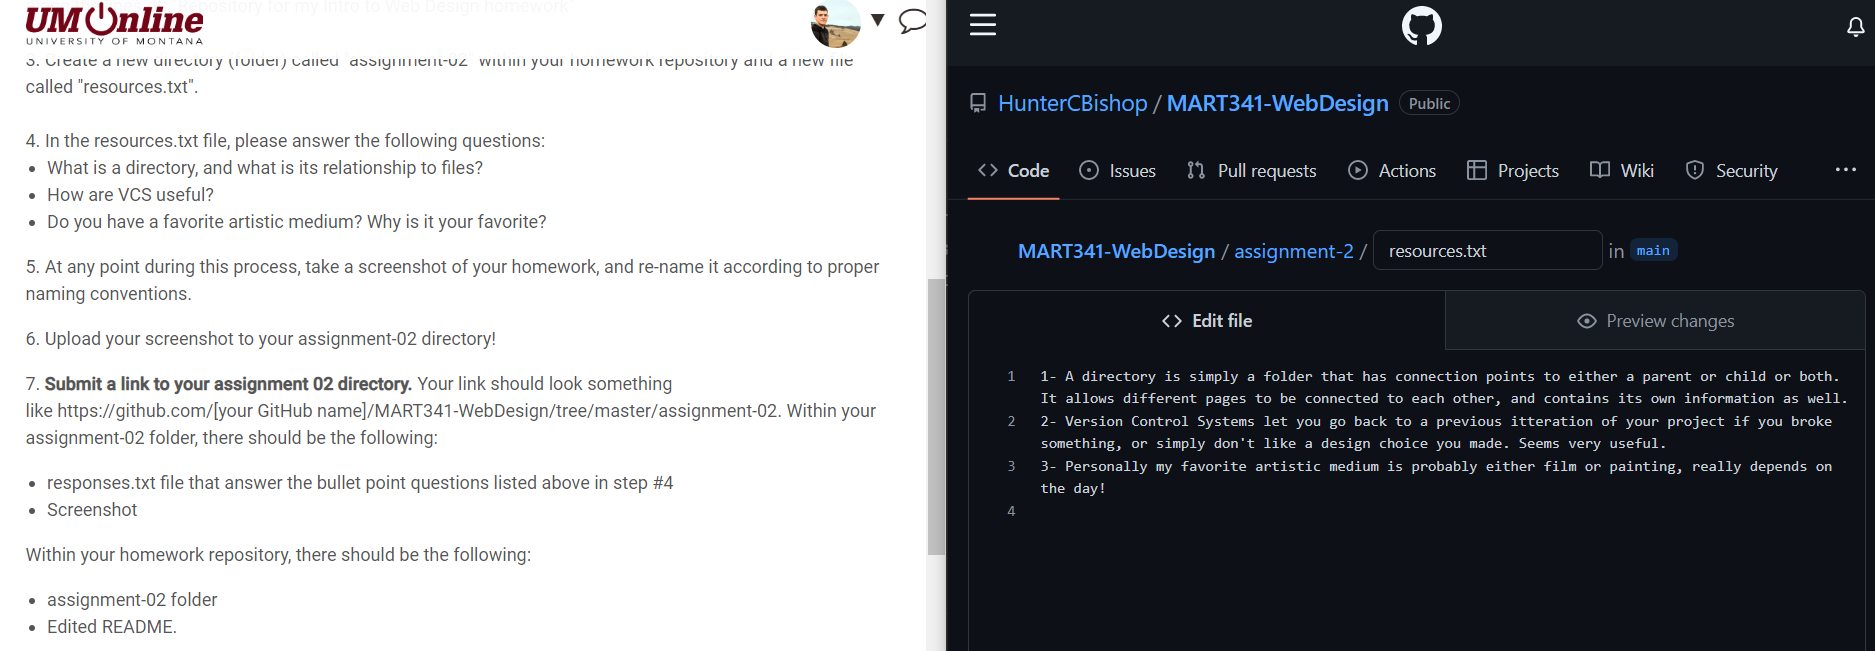 "Repository for my Intro to Web Design homework"
UMOnline
UNIVERSITY OF MONTANA
3. Create a new directory (folder) called "assignment-02" within your homework repository and a new file
called "resources.txt".
4. In the resources.txt file, please answer the following questions:
What is a directory, and what is its relationship to files?
How are VCS useful?
Do you have a favorite artistic medium? Why is it your favorite?
5. At any point during this process, take a screenshot of your homework, and re-name it according to proper
naming conventions.
6. Upload your screenshot to your assignment-02 directory!
7. Submit a link to your assignment 02 directory. Your link should look something
like https://github.com/[your GitHub name]/MART341-WebDesign/tree/master/assignment-02. Within your
assignment-02 folder, there should be the following:
responses.txt file that answer the bullet point questions listed above in step #4
Screenshot
Within your homework repository, there should be the following:
assignment-02 folder
Edited README.
HunterCBishop / MART341-WebDesign Public
Code Issues Pull requests Actions Projects Wiki Security ...
MART341-WebDesign / assignment-2 / resources.txt in main
<> Edit file Preview changes
1 1- A directory is simply a folder that has connection points to either a parent or child or both.
It allows different pages to be connected to each other, and contains its own information as well.
2 2- Version Control Systems let you go back to a previous itteration of your project if you broke
something, or simply don't like a design choice you made. Seems very useful.
3 3- Personally my favorite artistic medium is probably either film or painting, really depends on
the day!
4